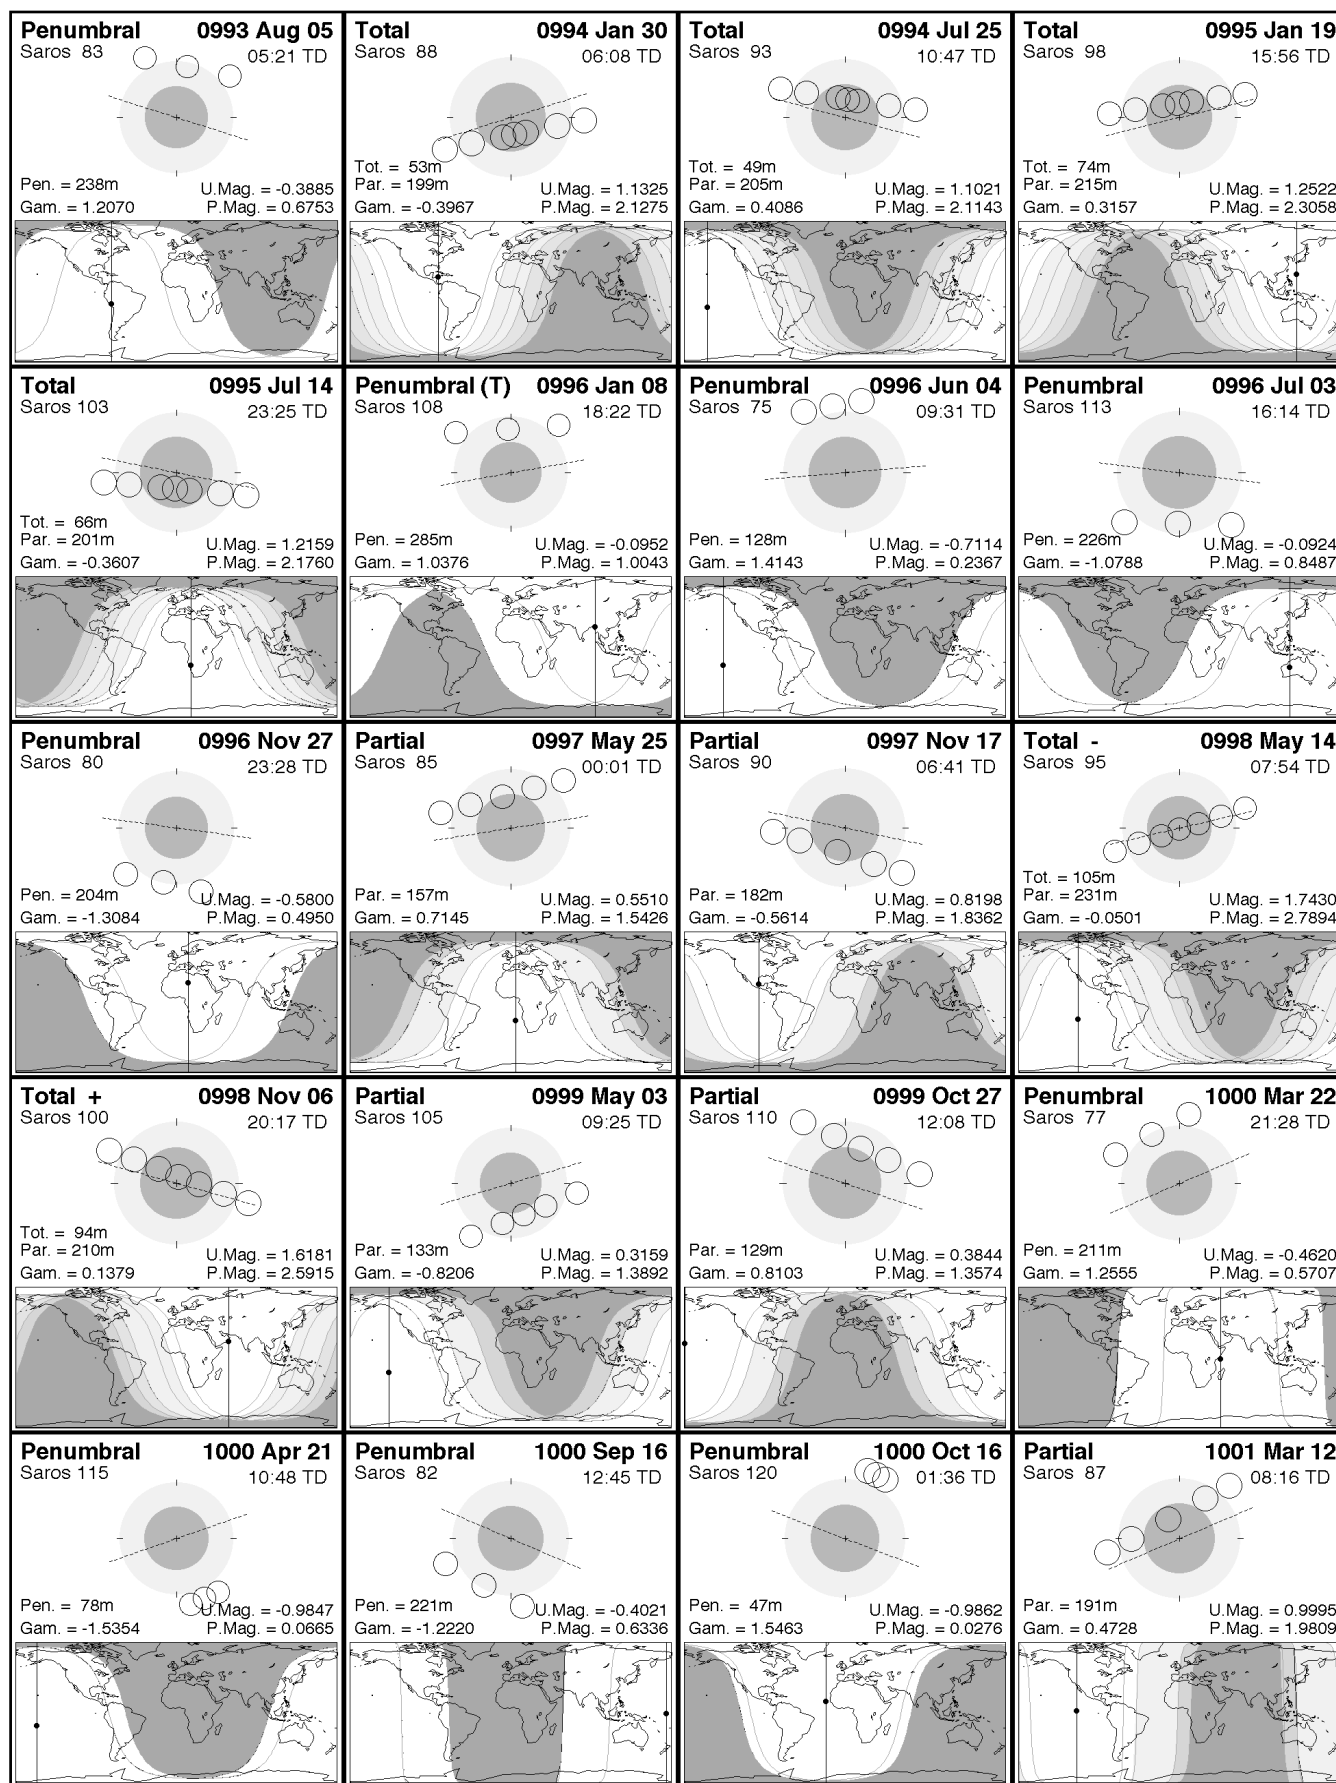 Penumbral 0993 Aug 05
Saros 83 05:21 TD
Pen. = 238m U.Mag. = -0.3885
Gam. = 1.2070 P.Mag. = 0.6753
Total 0994 Jan 30
Saros 88 06:08 TD
Tot. = 53m
Par. = 199m U.Mag. = 1.1325
Gam. = -0.3967 P.Mag. = 2.1275
Total 0994 Jul 25
Saros 93 10:47 TD
Tot. = 49m
Par. = 205m U.Mag. = 1.1021
Gam. = 0.4086 P.Mag. = 2.1143
Total 0995 Jan 19
Saros 98 15:56 TD
Tot. = 74m
Par. = 215m U.Mag. = 1.2522
Gam. = 0.3157 P.Mag. = 2.3058
Total 0995 Jul 14
Saros 103 23:25 TD
Tot. = 66m
Par. = 201m U.Mag. = 1.2159
Gam. = -0.3607 P.Mag. = 2.1760
Penumbral (T) 0996 Jan 08
Saros 108 18:22 TD
Pen. = 285m U.Mag. = -0.0952
Gam. = 1.0376 P.Mag. = 1.0043
Penumbral 0996 Jun 04
Saros 75 09:31 TD
Pen. = 128m U.Mag. = -0.7114
Gam. = 1.4143 P.Mag. = 0.2367
Penumbral 0996 Jul 03
Saros 113 16:14 TD
Pen. = 226m U.Mag. = -0.0924
Gam. = -1.0788 P.Mag. = 0.8487
Penumbral 0996 Nov 27
Saros 80 23:28 TD
Pen. = 204m U.Mag. = -0.5800
Gam. = -1.3084 P.Mag. = 0.4950
Partial 0997 May 25
Saros 85 00:01 TD
Par. = 157m U.Mag. = 0.5510
Gam. = 0.7145 P.Mag. = 1.5426
Partial 0997 Nov 17
Saros 90 06:41 TD
Par. = 182m U.Mag. = 0.8198
Gam. = -0.5614 P.Mag. = 1.8362
Total - 0998 May 14
Saros 95 07:54 TD
Tot. = 105m
Par. = 231m U.Mag. = 1.7430
Gam. = -0.0501 P.Mag. = 2.7894
Total + 0998 Nov 06
Saros 100 20:17 TD
Tot. = 94m
Par. = 210m U.Mag. = 1.6181
Gam. = 0.1379 P.Mag. = 2.5915
Partial 0999 May 03
Saros 105 09:25 TD
Par. = 133m U.Mag. = 0.3159
Gam. = -0.8206 P.Mag. = 1.3892
Partial 0999 Oct 27
Saros 110 12:08 TD
Par. = 129m U.Mag. = 0.3844
Gam. = 0.8103 P.Mag. = 1.3574
Penumbral 1000 Mar 22
Saros 77 21:28 TD
Pen. = 211m U.Mag. = -0.4620
Gam. = 1.2555 P.Mag. = 0.5707
Penumbral 1000 Apr 21
Saros 115 10:48 TD
Pen. = 78m U.Mag. = -0.9847
Gam. = -1.5354 P.Mag. = 0.0665
Penumbral 1000 Sep 16
Saros 82 12:45 TD
Pen. = 221m U.Mag. = -0.4021
Gam. = -1.2220 P.Mag. = 0.6336
Penumbral 1000 Oct 16
Saros 120 01:36 TD
Pen. = 47m U.Mag. = -0.9862
Gam. = 1.5463 P.Mag. = 0.0276
Partial 1001 Mar 12
Saros 87 08:16 TD
Par. = 191m U.Mag. = 0.9995
Gam. = 0.4728 P.Mag. = 1.9809